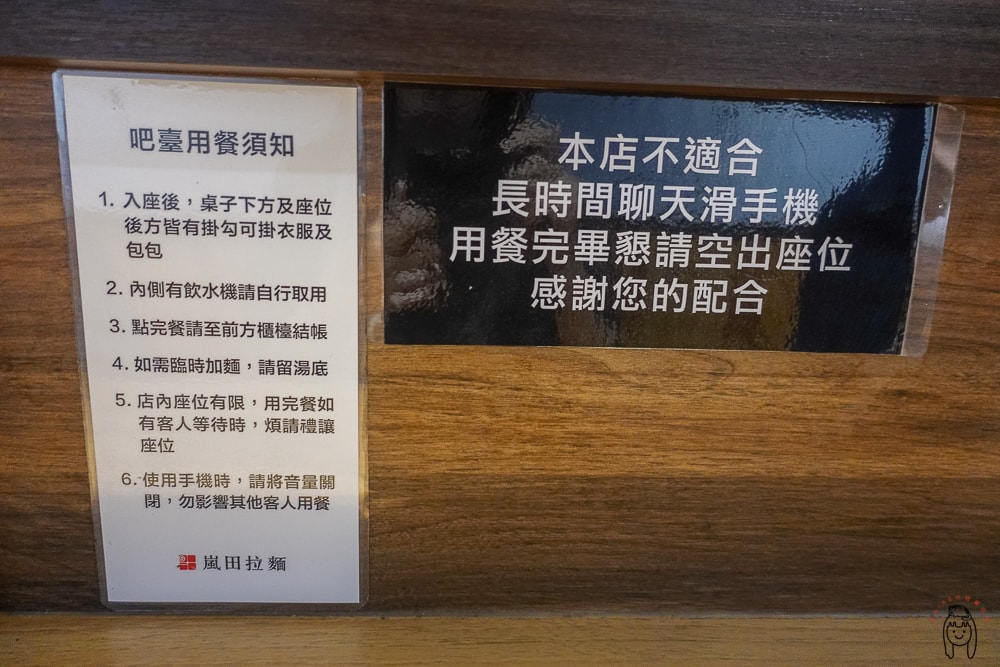 吧臺用餐須知
1. 入座後，桌子下方及座位
後方皆有掛勾可掛衣服及
包包
2. 內側有飲水機請自行取用
3. 點完餐請至前方櫃檯結帳
4. 如需臨時加麵，請留湯底
5. 店內座位有限，用完餐如
有客人等待時，煩請禮讓
座位
6. 使用手機時，請將音量關
閉，勿影響其他客人用餐
嵐田拉麵
本店不適合
長時間聊天滑手機
用餐完畢懇請空出座位
感謝您的配合